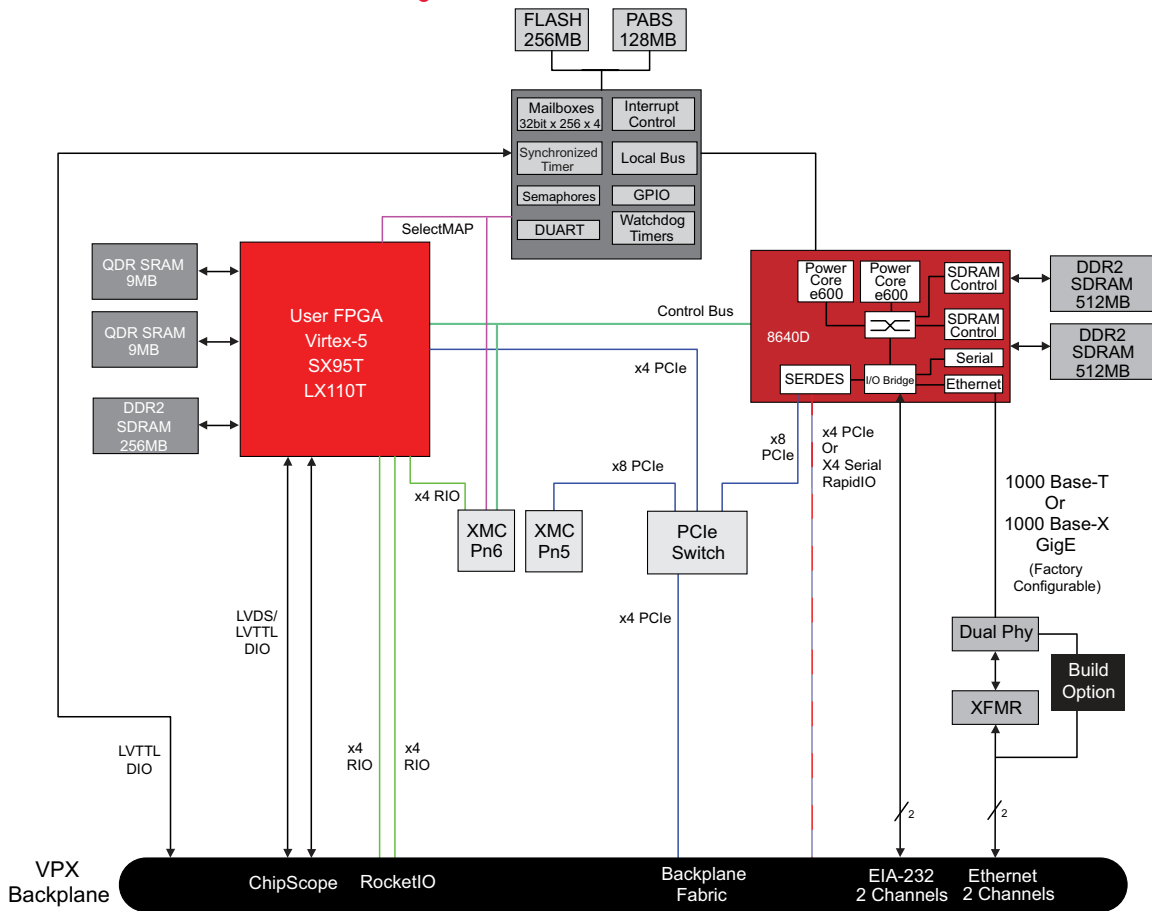 FLASH
256MB
PABS
128MB
Mailboxes
32bit x 256 x 4
Interrupt
Control
Synchronized
Timer
Local Bus
Semaphores
GPIO
DUART
Watchdog
Timers
SelectMAP
QDR SRAM
9MB
QDR SRAM
9MB
DDR2
SDRAM
256MB
User FPGA
Virtex-5
SX95T
LX110T
Control Bus
x4 PCIe
Power
Core
e600
Power
Core
e600
SDRAM
Control
SDRAM
Control
8640D
Serial
SERDES
I/O Bridge
Ethernet
DDR2
SDRAM
512MB
DDR2
SDRAM
512MB
x8
PCIe
x4 PCIe
Or
X4 Serial
RapidIO
x8 PCIe
x4 RIO
XMC
Pn6
XMC
Pn5
PCIe
Switch
1000 Base-T
Or
1000 Base-X
GigE
(Factory
Configurable)
LVDS/
LVTTL
DIO
x4 PCIe
Dual Phy
Build
Option
XFMR
LVTTL
DIO
x4
RIO
x4
RIO
2
2
VPX
Backplane
ChipScope
RocketIO
Backplane
Fabric
EIA-232
2 Channels
Ethernet
2 Channels